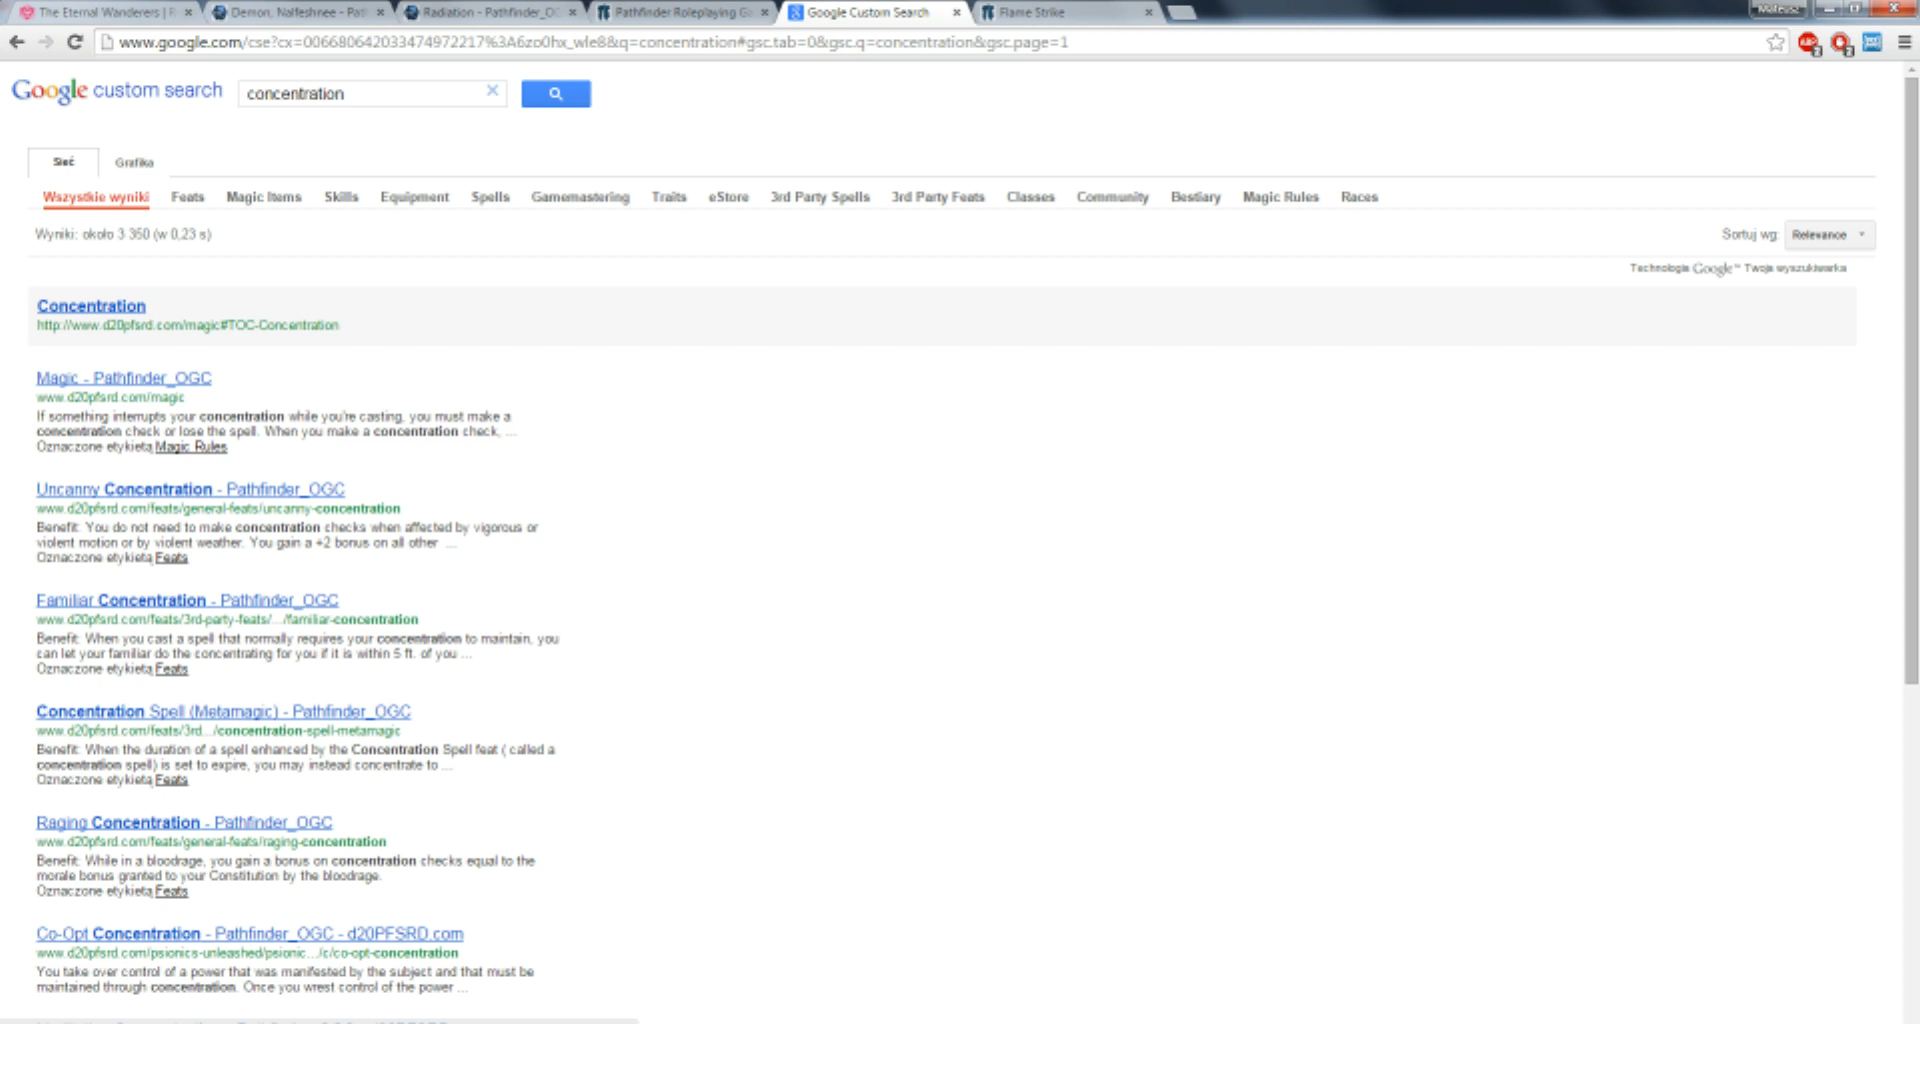 The Eternal Wanderers | R
Demon, Nalfeshnee - Pat
Radiation - Pathfinder_OG
Pathfinder Roleplaying Ga
Google Custom Search
Flame Strike
Mateusz
www.google.com/cse?cx=006680642033474972217%3A6zo0hx_wle8&q=concentration#gsc.tab=0&gsc.q=concentration&gsc.page=1
Google custom search
concentration
Sieć Grafika
Wszystkie wyniki Feats Magic Items Skills Equipment Spells Gamemastering Traits eStore 3rd Party Spells 3rd Party Feats Classes Community Bestiary Magic Rules Races
Wyniki: około 3 350 (w 0,23 s)
Sortuj wg: Relevance
Technologia Google™ Twoja wyszukiwarka
Concentration
http://www.d20pfsrd.com/magic#TOC-Concentration
Magic - Pathfinder_OGC
www.d20pfsrd.com/magic
If something interrupts your concentration while you're casting, you must make a
concentration check or lose the spell. When you make a concentration check, ...
Oznaczone etykietą Magic Rules
Uncanny Concentration - Pathfinder_OGC
www.d20pfsrd.com/feats/general-feats/uncanny-concentration
Benefit: You do not need to make concentration checks when affected by vigorous or
violent motion or by violent weather. You gain a +2 bonus on all other ...
Oznaczone etykietą Feats
Familiar Concentration - Pathfinder_OGC
www.d20pfsrd.com/feats/3rd-party-feats/.../familiar-concentration
Benefit: When you cast a spell that normally requires your concentration to maintain, you
can let your familiar do the concentrating for you if it is within 5 ft. of you ...
Oznaczone etykietą Feats
Concentration Spell (Metamagic) - Pathfinder_OGC
www.d20pfsrd.com/feats/3rd.../concentration-spell-metamagic
Benefit: When the duration of a spell enhanced by the Concentration Spell feat ( called a
concentration spell) is set to expire, you may instead concentrate to ...
Oznaczone etykietą Feats
Raging Concentration - Pathfinder_OGC
www.d20pfsrd.com/feats/general-feats/raging-concentration
Benefit: While in a bloodrage, you gain a bonus on concentration checks equal to the
morale bonus granted to your Constitution by the bloodrage.
Oznaczone etykietą Feats
Co-Opt Concentration - Pathfinder_OGC - d20PFSRD.com
www.d20pfsrd.com/psionics-unleashed/psionic.../c/co-opt-concentration
You take over control of a power that was manifested by the subject and that must be
maintained through concentration. Once you wrest control of the power ...